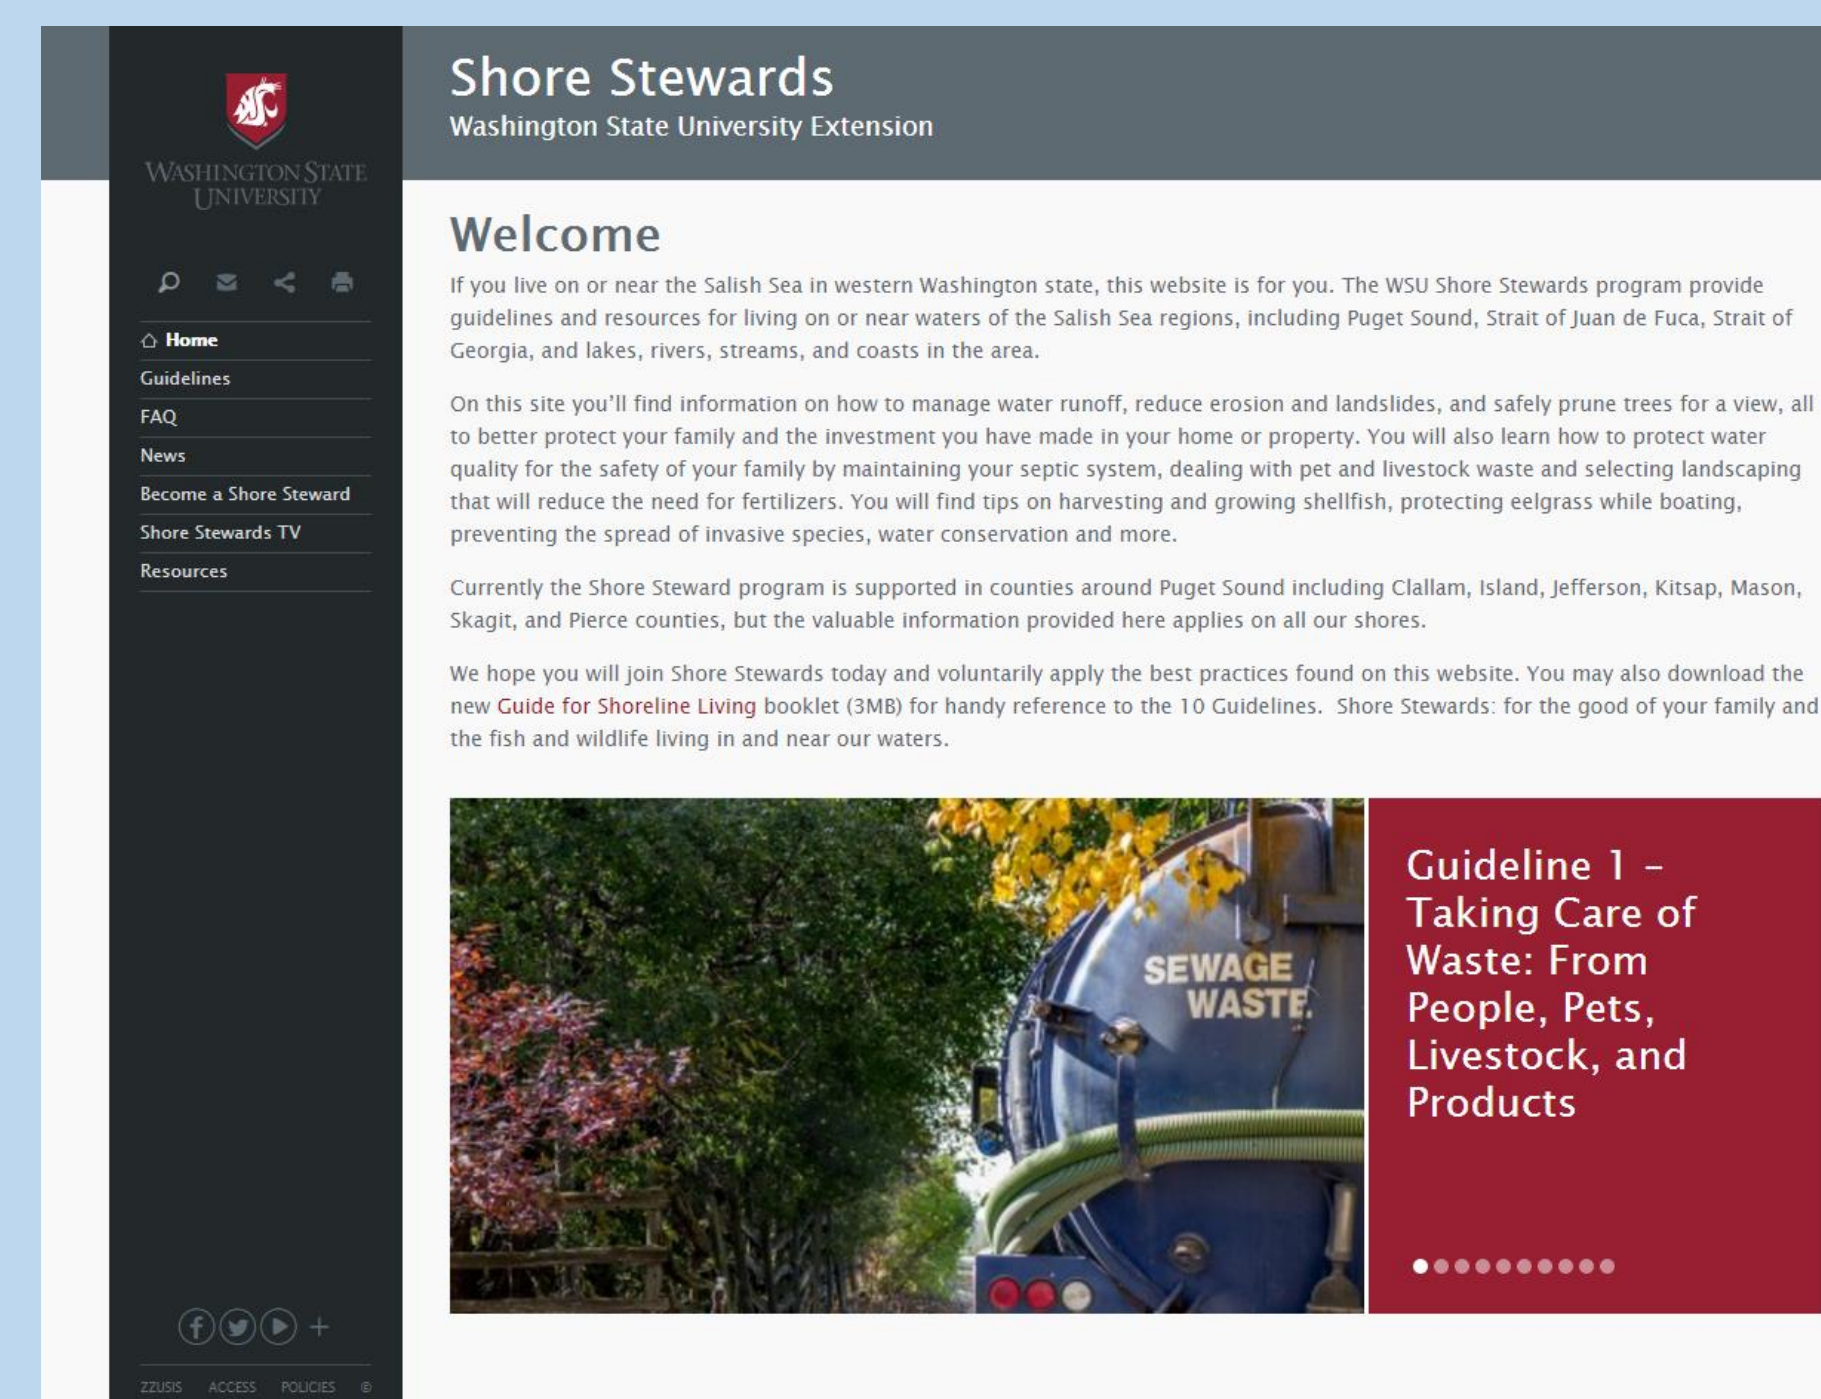 Shore Stewards
Washington State University Extension
WASHINGTON STATE
UNIVERSITY
Home
Guidelines
FAQ
News
Become a Shore Steward
Shore Stewards TV
Resources
Welcome
If you live on or near the Salish Sea in western Washington state, this website is for you. The WSU Shore Stewards program provide
guidelines and resources for living on or near waters of the Salish Sea regions, including Puget Sound, Strait of Juan de Fuca, Strait of
Georgia, and lakes, rivers, streams, and coasts in the area.
On this site you'll find information on how to manage water runoff, reduce erosion and landslides, and safely prune trees for a view, all
to better protect your family and the investment you have made in your home or property. You will also learn how to protect water
quality for the safety of your family by maintaining your septic system, dealing with pet and livestock waste and selecting landscaping
that will reduce the need for fertilizers. You will find tips on harvesting and growing shellfish, protecting eelgrass while boating,
preventing the spread of invasive species, water conservation and more.
Currently the Shore Steward program is supported in counties around Puget Sound including Clallam, Island, Jefferson, Kitsap, Mason,
Skagit, and Pierce counties, but the valuable information provided here applies on all our shores.
We hope you will join Shore Stewards today and voluntarily apply the best practices found on this website. You may also download the
new Guide for Shoreline Living booklet (3MB) for handy reference to the 10 Guidelines.  Shore Stewards: for the good of your family and
the fish and wildlife living in and near our waters.
SEWAGE
WASTE
Guideline 1 –
Taking Care of
Waste: From
People, Pets,
Livestock, and
Products
ZZUSIS ACCESS POLICIES ©